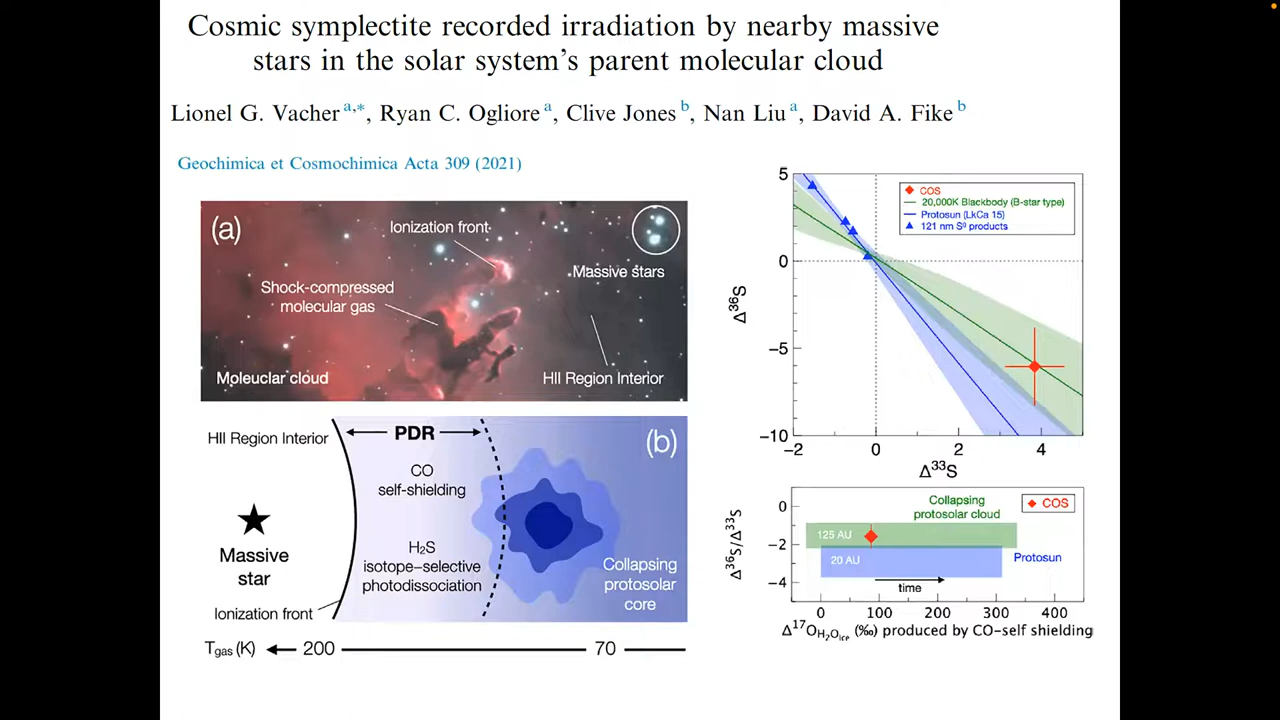 Cosmic symplectite recorded irradiation by nearby massive
stars in the solar system's parent molecular cloud
Lionel G. Vacher a,*, Ryan C. Ogliore a, Clive Jones b, Nan Liu a, David A. Fike b
Geochimica et Cosmochimica Acta 309 (2021)
(a)
Ionization front
Massive stars
Shock-compressed
molecular gas
Moleuclar cloud
HII Region Interior
HII Region Interior
PDR
(b)
CO
self-shielding
Massive
star
H₂S
isotope-selective
photodissociation
Collapsing
protosolar
core
Ionization front
Tgas (K)
200
70
5
0
-5
-10
-2
0
2
4
Δ³⁶S
Δ³³S
COS
20,000K Blackbody (B-star type)
Protosun (LkCa 15)
121 nm S⁰ products
0
-2
-4
Δ³⁶S/Δ³³S
Collapsing
protosolar cloud
COS
125 AU
20 AU
Protosun
time
0
100
200
300
400
Δ¹⁷O H₂Oice (‰) produced by CO-self shielding